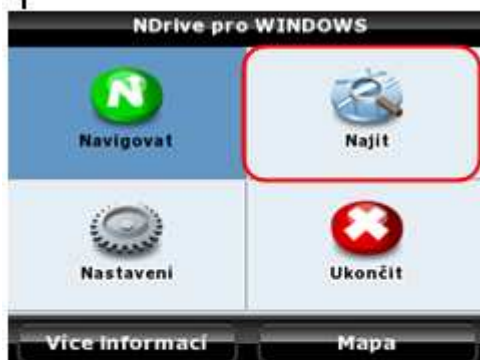 NDrive pro WINDOWS
Navigovat
Najít
Nastavení
Ukončit
Více informací
Mapa